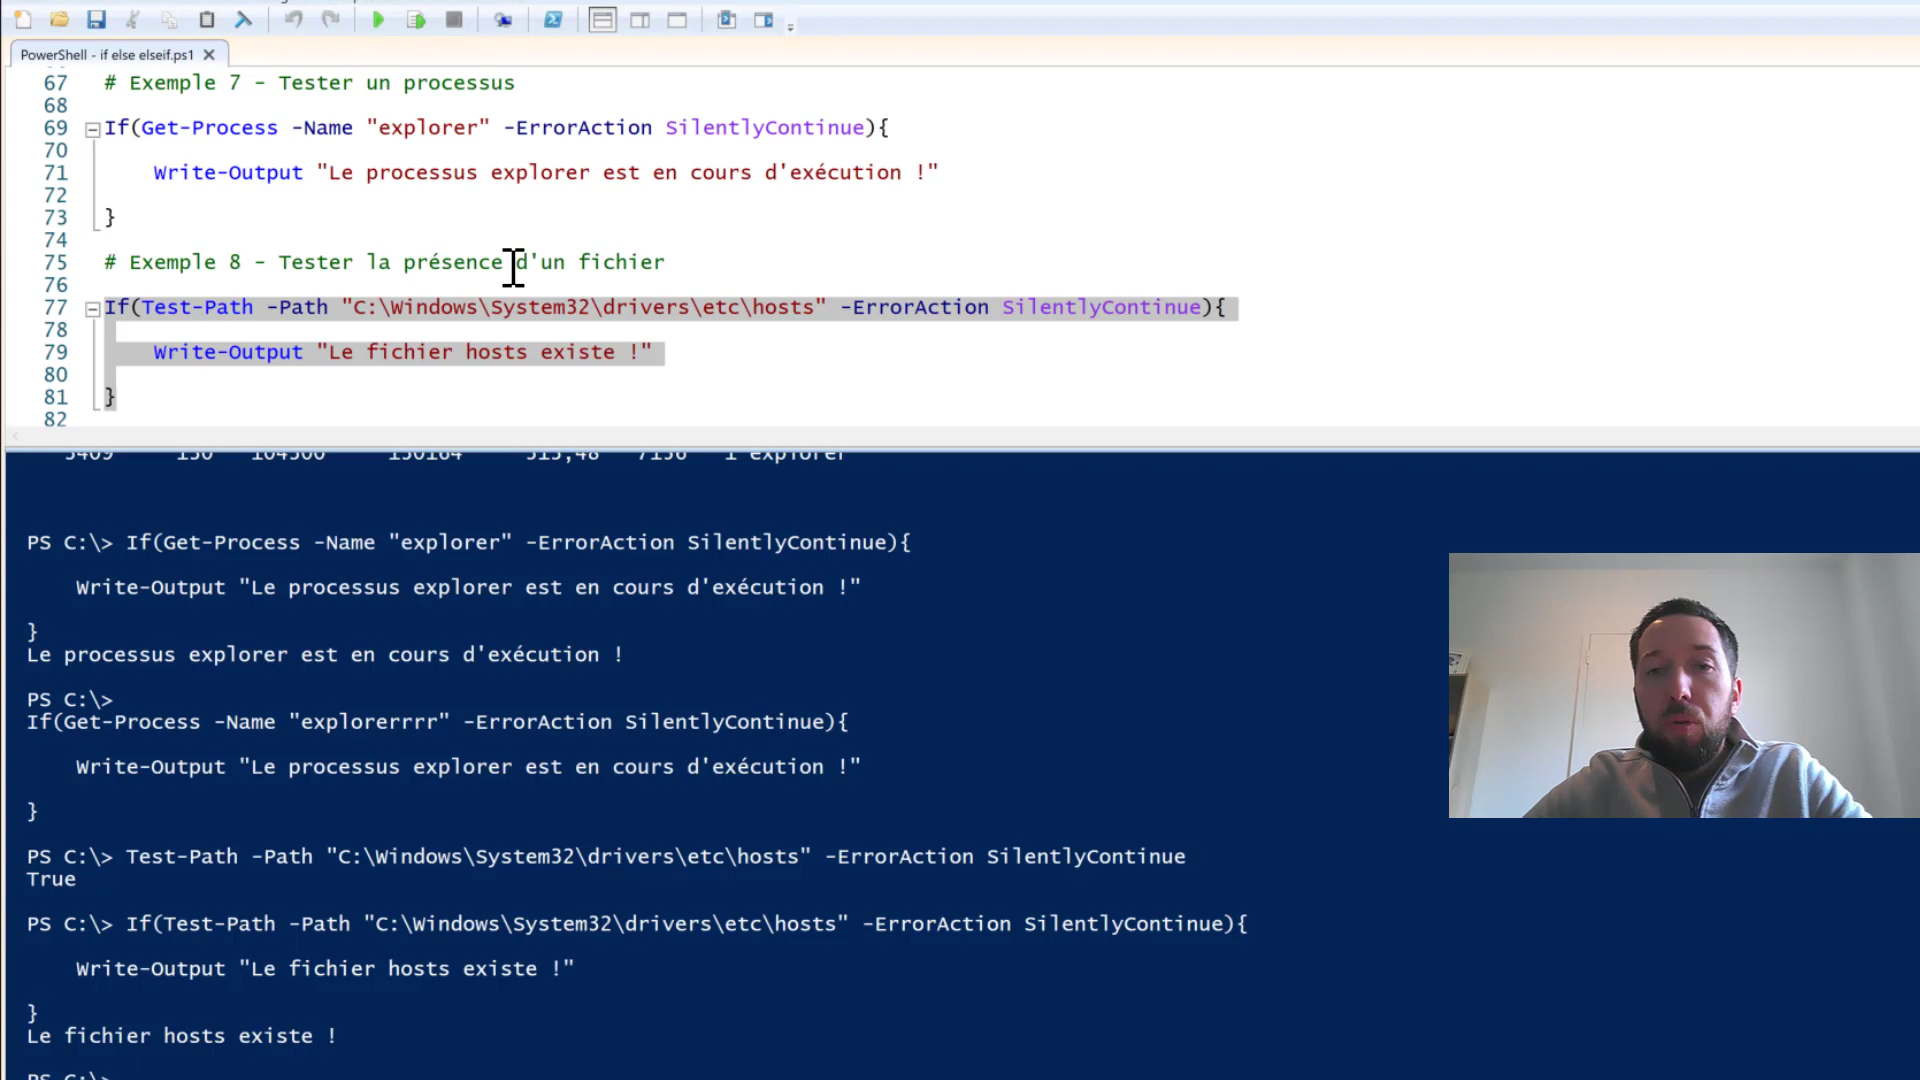 PowerShell - if else elseif.ps1
67 # Exemple 7 - Tester un processus
68
69 If(Get-Process -Name "explorer" -ErrorAction SilentlyContinue){
70
71 Write-Output "Le processus explorer est en cours d'exécution !"
72
73 }
74
75 # Exemple 8 - Tester la présence d'un fichier
76
77 If(Test-Path -Path "C:\Windows\System32\drivers\etc\hosts" -ErrorAction SilentlyContinue){
78
79 Write-Output "Le fichier hosts existe !"
80
81 }
82
1 explorer
PS C:\> If(Get-Process -Name "explorer" -ErrorAction SilentlyContinue){
Write-Output "Le processus explorer est en cours d'exécution !"
}
Le processus explorer est en cours d'exécution !
PS C:\>
If(Get-Process -Name "explorerrrr" -ErrorAction SilentlyContinue){
Write-Output "Le processus explorer est en cours d'exécution !"
}
PS C:\> Test-Path -Path "C:\Windows\System32\drivers\etc\hosts" -ErrorAction SilentlyContinue
True
PS C:\> If(Test-Path -Path "C:\Windows\System32\drivers\etc\hosts" -ErrorAction SilentlyContinue){
Write-Output "Le fichier hosts existe !"
}
Le fichier hosts existe !
PS C:\>